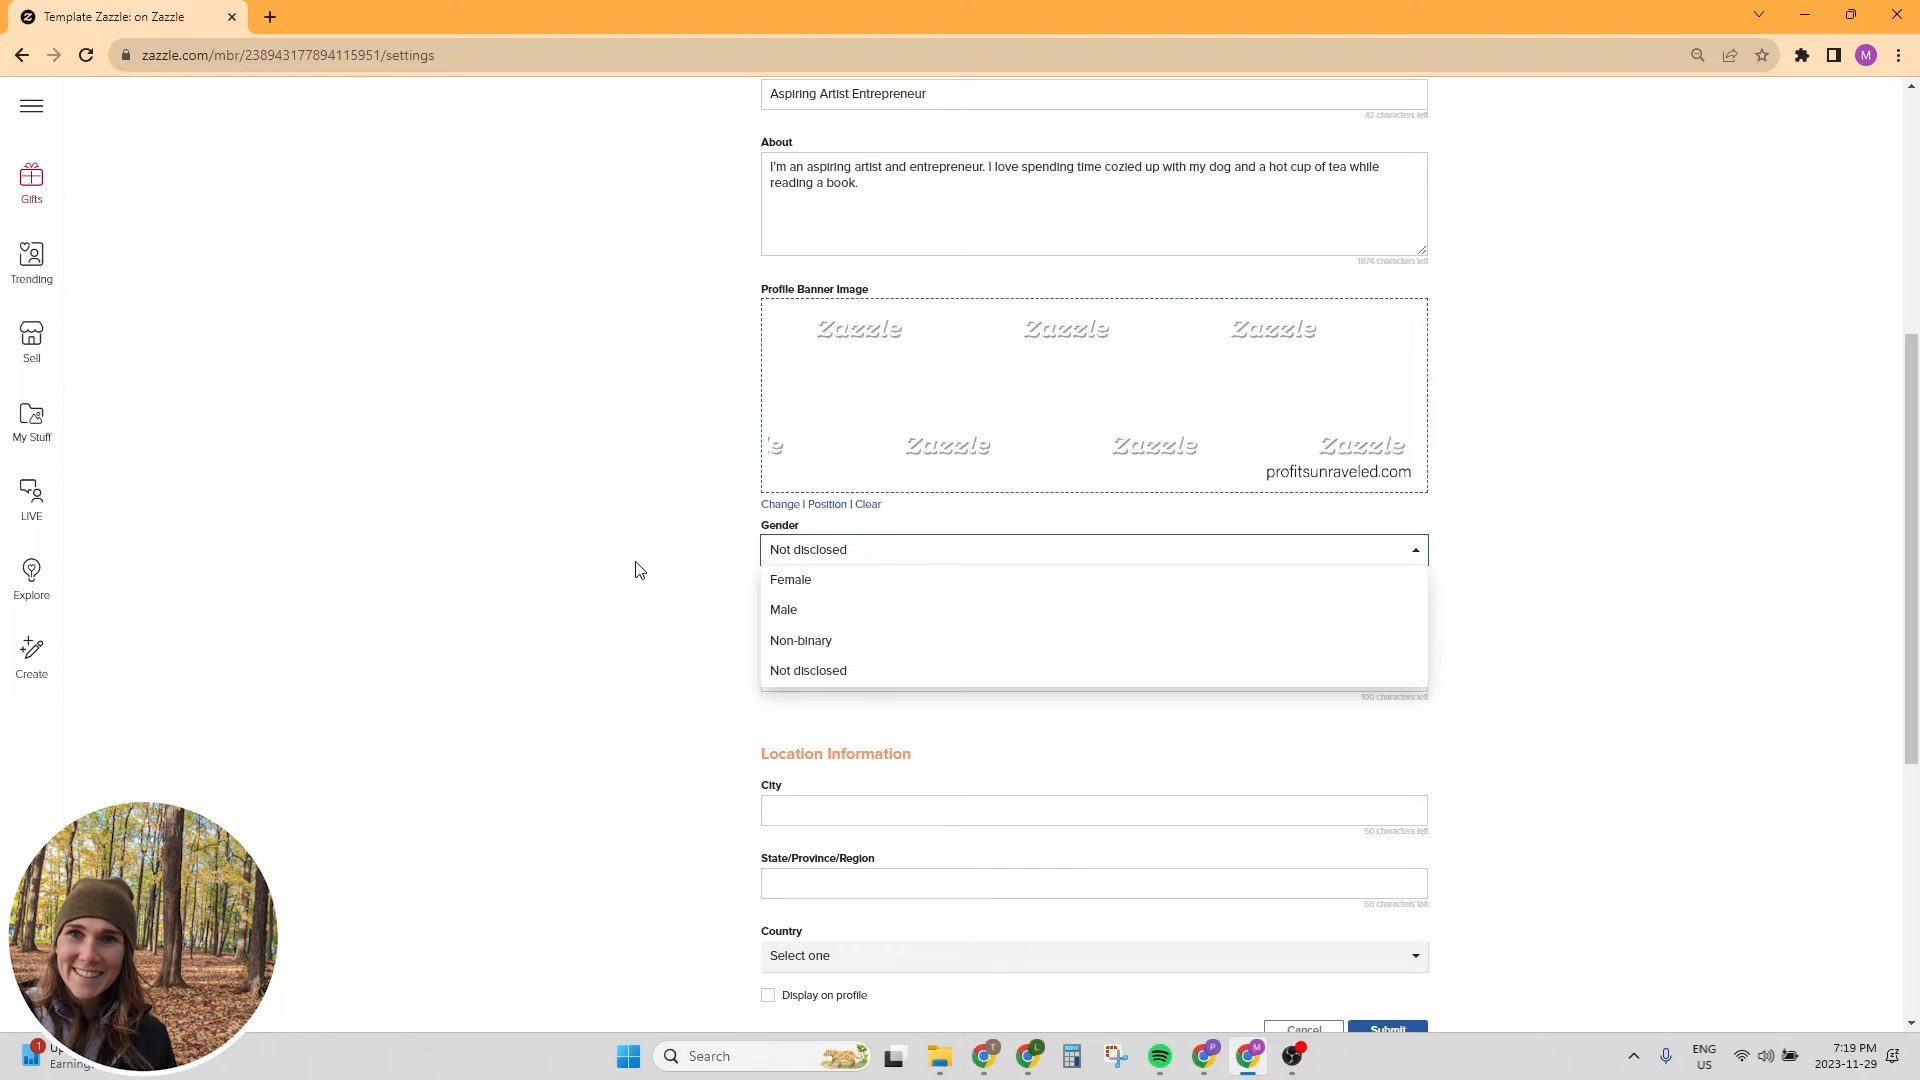 Template Zazzle: on Zazzle
zazzle.com/mbr/238943177894115951/settings
M
Gifts
Trending
Sell
My Stuff
LIVE
Explore
Create
Aspiring Artist Entrepreneur
42 characters left
About
I'm an aspiring artist and entrepreneur. I love spending time cozied up with my dog and a hot cup of tea while
reading a book.
1874 characters left
Profile Banner Image
Zazzle Zazzle Zazzle
le Zazzle Zazzle Zazzle
profitsunraveled.com
Change | Position | Clear
Gender
Not disclosed
Female
Male
Non-binary
Not disclosed
100 characters left
Location Information
City
50 characters left
State/Province/Region
50 characters left
Country
Select one
Display on profile
Cancel Submit
1
Earning
Search
T
L
P
M
ENG
US
7:19 PM
2023-11-29